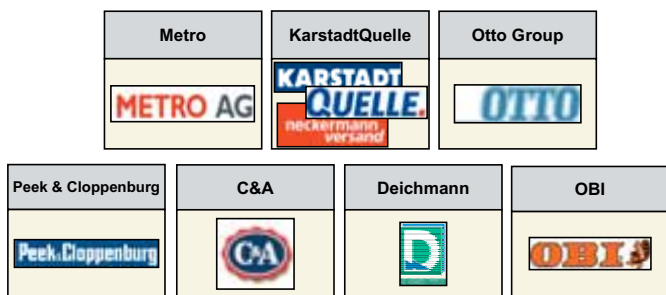 Metro
KarstadtQuelle
Otto Group
METRO AG
KARSTADT
QUELLE.
neckermann
versand
OTTO
Peek & Cloppenburg
C&A
Deichmann
OBI
Peek&Cloppenburg
C&A
D
OBI